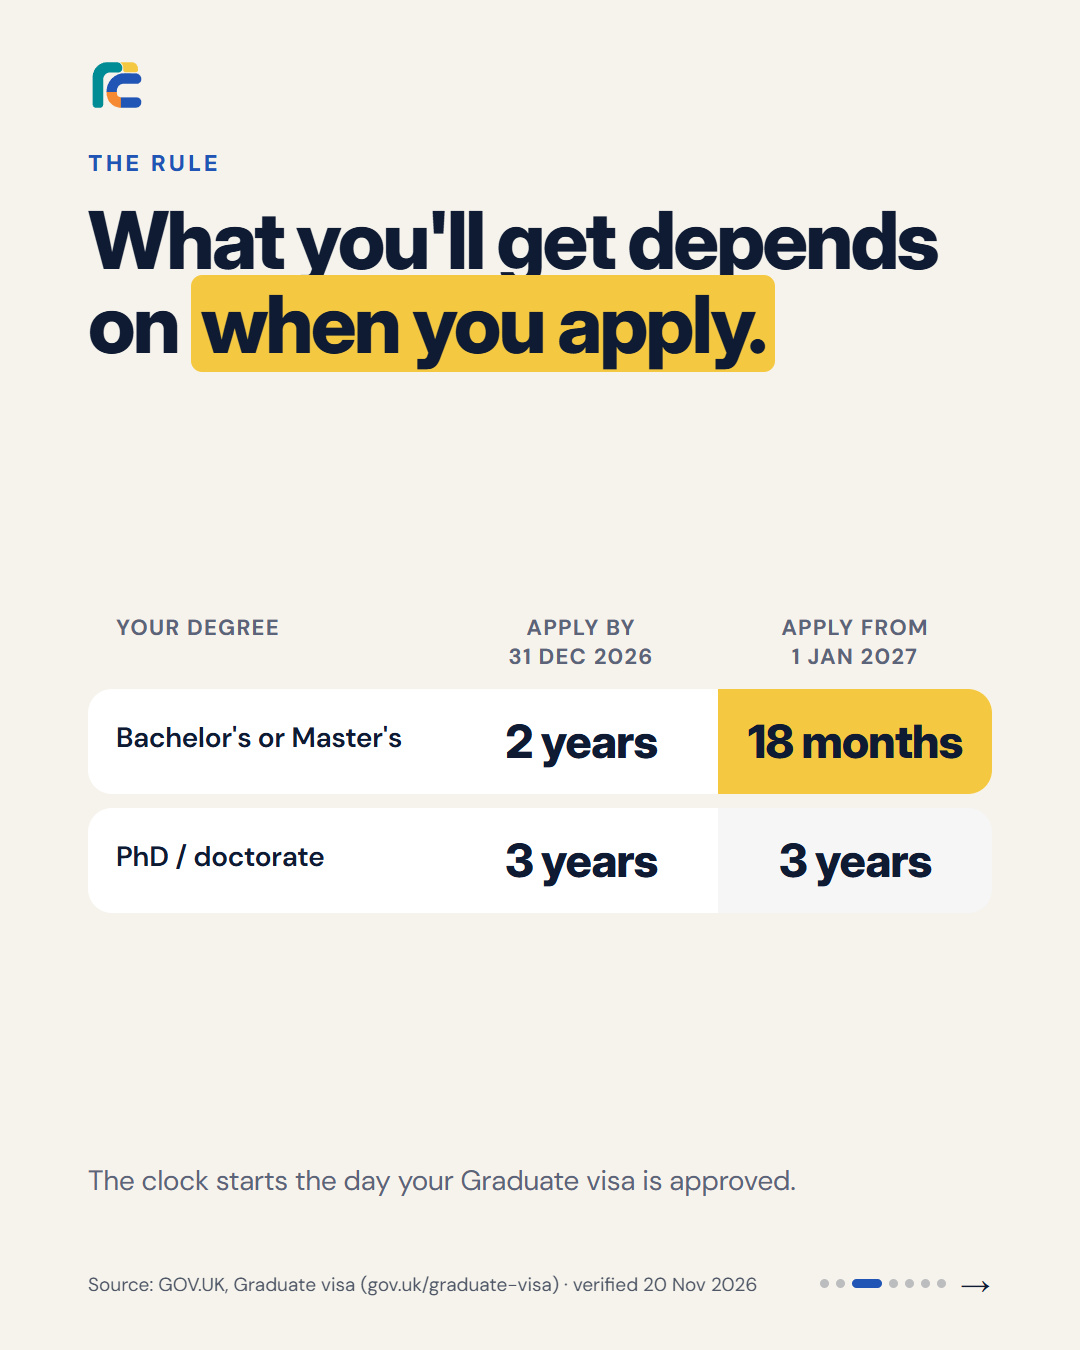 THE RULE
What you'll get depends
on when you apply.
YOUR DEGREE
APPLY BY
31 DEC 2026
APPLY FROM
1 JAN 2027
Bachelor's or Master's
2 years
18 months
PhD / doctorate
3 years
3 years
The clock starts the day your Graduate visa is approved.
Source: GOV.UK, Graduate visa (gov.uk/graduate-visa) · verified 20 Nov 2026
→